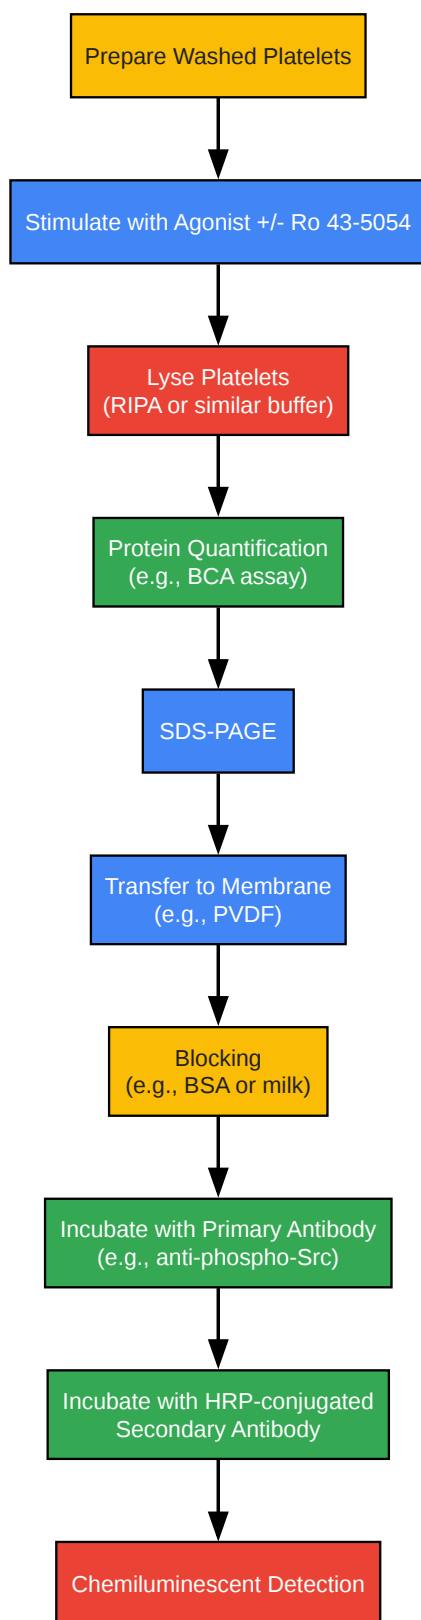 Prepare Washed Platelets
Stimulate with Agonist +/- Ro 43-5054
Lyse Platelets
(RIPA or similar buffer)
Protein Quantification
(e.g., BCA assay)
SDS-PAGE
Transfer to Membrane
(e.g., PVDF)
Blocking
(e.g., BSA or milk)
Incubate with Primary Antibody
(e.g., anti-phospho-Src)
Incubate with HRP-conjugated
Secondary Antibody
Chemiluminescent Detection